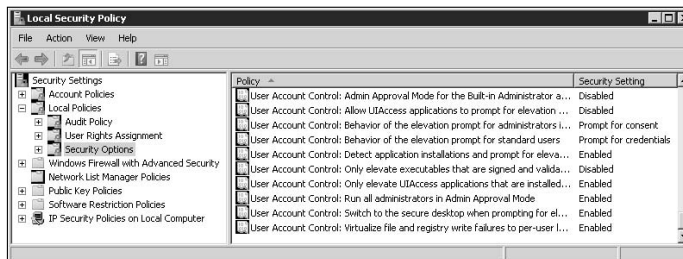 Local Security Policy
File Action View Help
Security Settings
Account Policies
Local Policies
Audit Policy
User Rights Assignment
Security Options
Windows Firewall with Advanced Security
Network List Manager Policies
Public Key Policies
Software Restriction Policies
IP Security Policies on Local Computer
Policy Security Setting
User Account Control: Admin Approval Mode for the Built-in Administrator a... Disabled
User Account Control: Allow UIAccess applications to prompt for elevation ... Disabled
User Account Control: Behavior of the elevation prompt for administrators i... Prompt for consent
User Account Control: Behavior of the elevation prompt for standard users Prompt for credentials
User Account Control: Detect application installations and prompt for eleva... Enabled
User Account Control: Only elevate executables that are signed and valida... Disabled
User Account Control: Only elevate UIAccess applications that are installed... Enabled
User Account Control: Run all administrators in Admin Approval Mode Enabled
User Account Control: Switch to the secure desktop when prompting for el... Enabled
User Account Control: Virtualize file and registry write failures to per-user l... Enabled